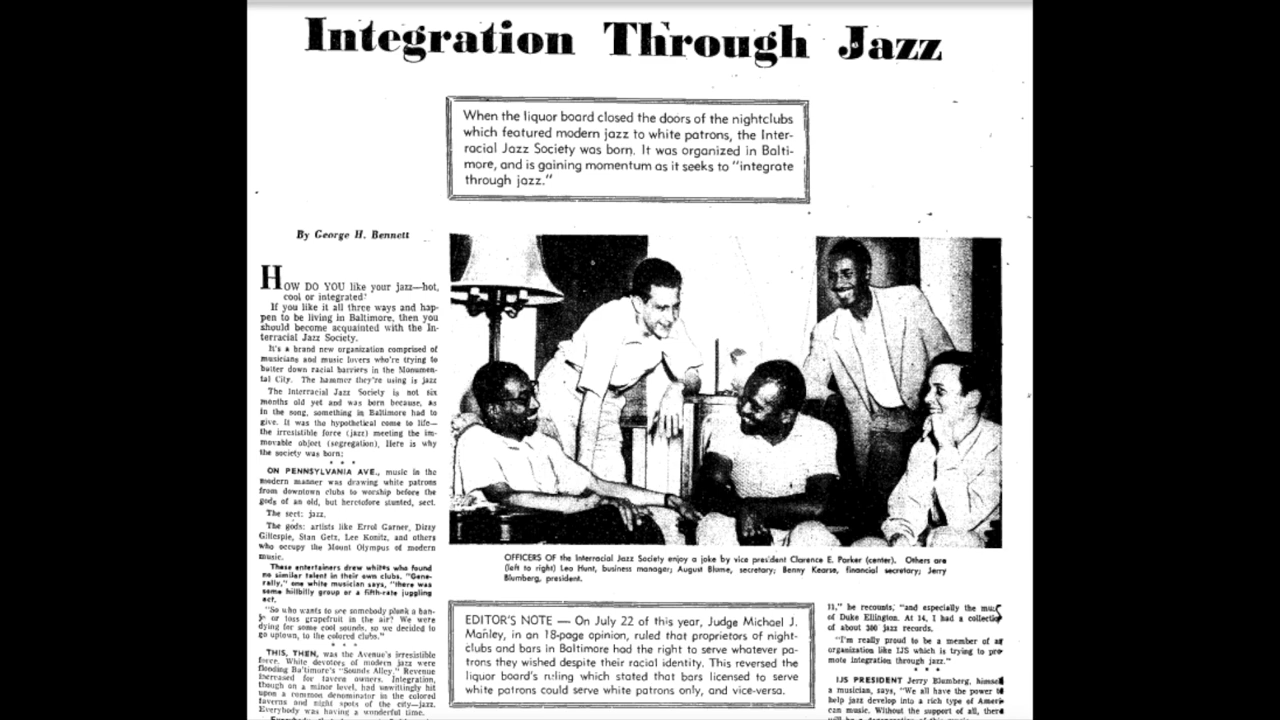 Integration Through Jazz
When the liquor board closed the doors of the nightclubs
which featured modern jazz to white patrons, the Inter-
racial Jazz Society was born. It was organized in Balti-
more, and is gaining momentum as it seeks to "integrate
through jazz."
By George H. Bennett
HOW DO YOU like your jazz—hot,
cool or integrated?
If you like it all three ways and hap-
pen to be living in Baltimore, then you
should become acquainted with the In-
terracial Jazz Society.
It's a brand new organization comprised of
musicians and music lovers who're trying to
batter down racial barriers in the Monumen-
tal City. The hammer they're using is jazz
The Interracial Jazz Society is not six
months old yet and was born because, as
in the song, something in Baltimore had to
give. It was the hypothetical come to life—
the irresistible force (jazz) meeting the im-
movable object (segregation). Here is why
the society was born:
* * *
ON PENNSYLVANIA AVE., music in the
modern manner was drawing white patrons
from downtown clubs to worship before the
gods of an old, but heretofore stunted, sect.
The sect: jazz.
The gods: artists like Errol Garner, Dizzy
Gillespie, Stan Getz, Lee Konitz, and others
who occupy the Mount Olympus of modern
music.
These entertainers drew whites who found
no similar talent in their own clubs. "Gene-
rally," one white musician says, "there was
some hillbilly group or a fifth-rate juggling
act.
"So who wants to see somebody plunk a ban-
jo or toss grapefruit in the air? We were
dying for some cool sounds, so we decided to
go uptown, to the colored clubs."
* * *
THIS, THEN, was the Avenue's irresistible
force. White devotees of modern jazz were
flooding Baltimore's "Sounds Alley." Revenue
increased for tavern owners. Integration,
though on a minor level, had unwittingly hit
upon a common denominator in the colored
taverns and night spots of the city—jazz.
Everybody was having a wonderful time.
OFFICERS OF the Interracial Jazz Society enjoy a joke by vice president Clarence E. Parker (center). Others are
(left to right) Leo Hunt, business manager; August Blume, secretary; Benny Kearse, financial secretary; Jerry
Blumberg, president.
EDITOR'S NOTE — On July 22 of this year, Judge Michael J.
Manley, in an 18-page opinion, ruled that proprietors of night-
clubs and bars in Baltimore had the right to serve whatever pa-
trons they wished despite their racial identity. This reversed the
liquor board's ruling which stated that bars licensed to serve
white patrons could serve white patrons only, and vice-versa.
11," he recounts, "and especially the music
of Duke Ellington. At 14, I had a collection
of about 300 jazz records.
"I'm really proud to be a member of an
organization like IJS which is trying to pro-
mote integration through jazz."
* * *
IJS PRESIDENT Jerry Blumberg, himself
a musician, says, "We all have the power to
help jazz develop into a rich type of Ameri-
can music. Without the support of all, there